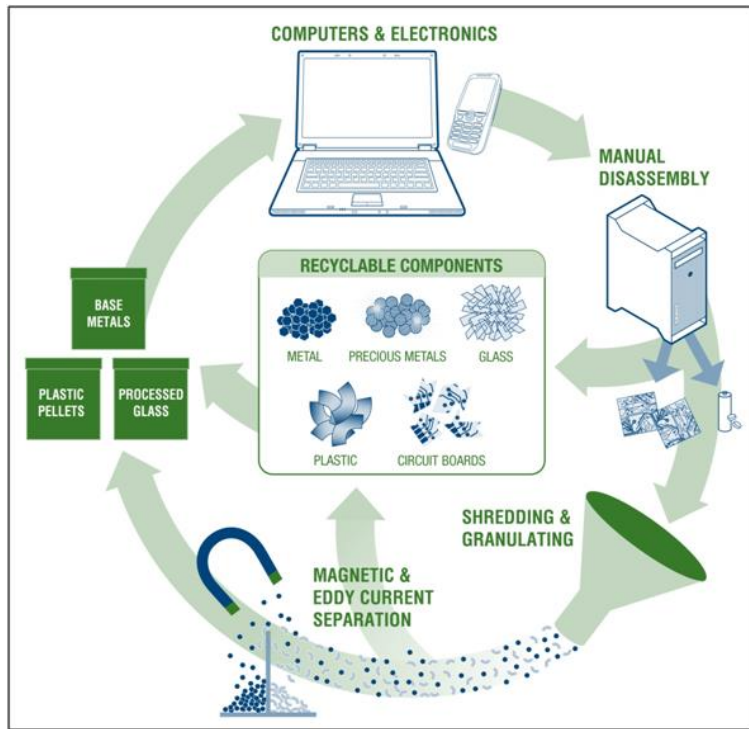 COMPUTERS & ELECTRONICS
MANUAL
DISASSEMBLY
RECYCLABLE COMPONENTS
METAL
PRECIOUS METALS
GLASS
PLASTIC
CIRCUIT BOARDS
BASE
METALS
PLASTIC
PELLETS
PROCESSED
GLASS
SHREDDING &
GRANULATING
MAGNETIC &
EDDY CURRENT
SEPARATION